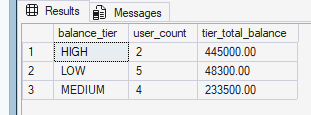 Results Messages
balance_tier user_count tier_total_balance
1 HIGH 2 445000.00
2 LOW 5 48300.00
3 MEDIUM 4 233500.00